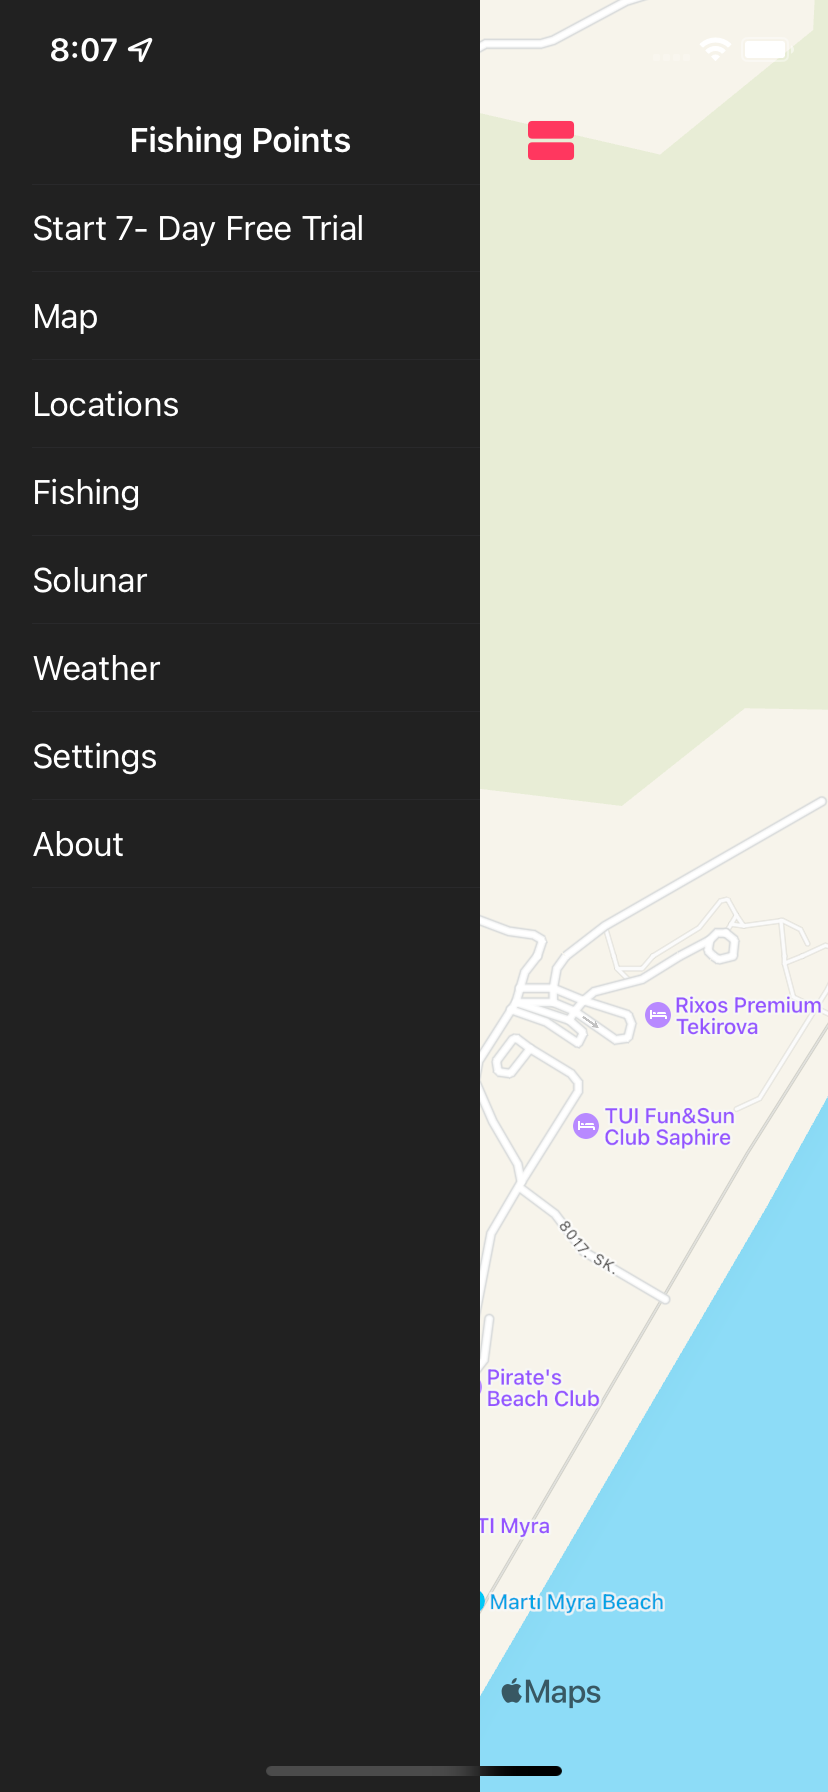 8:07
Fishing Points
Start 7- Day Free Trial
Map
Locations
Fishing
Solunar
Weather
Settings
About
Rixos Premium
Tekirova
TUI Fun&Sun
Club Saphire
8017. SK.
Pirate's
Beach Club
TI Myra
Martı Myra Beach
Maps